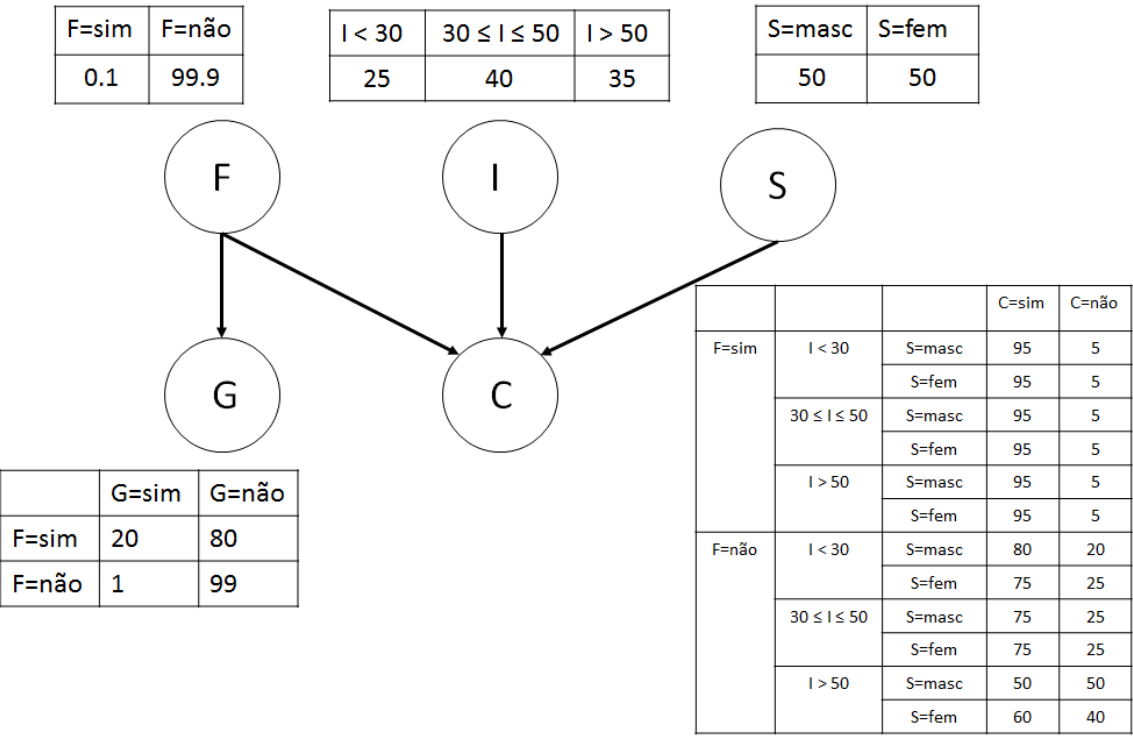 F=sim F=não
0.1 99.9
I < 30 30 ≤ I ≤ 50 I > 50
25 40 35
S=masc S=fem
50 50
F
I
S
G
C
G=sim G=não
F=sim 20 80
F=não 1 99
C=sim C=não
F=sim I < 30 S=masc 95 5
S=fem 95 5
30 ≤ I ≤ 50 S=masc 95 5
S=fem 95 5
I > 50 S=masc 95 5
S=fem 95 5
F=não I < 30 S=masc 80 20
S=fem 75 25
30 ≤ I ≤ 50 S=masc 75 25
S=fem 75 25
I > 50 S=masc 50 50
S=fem 60 40